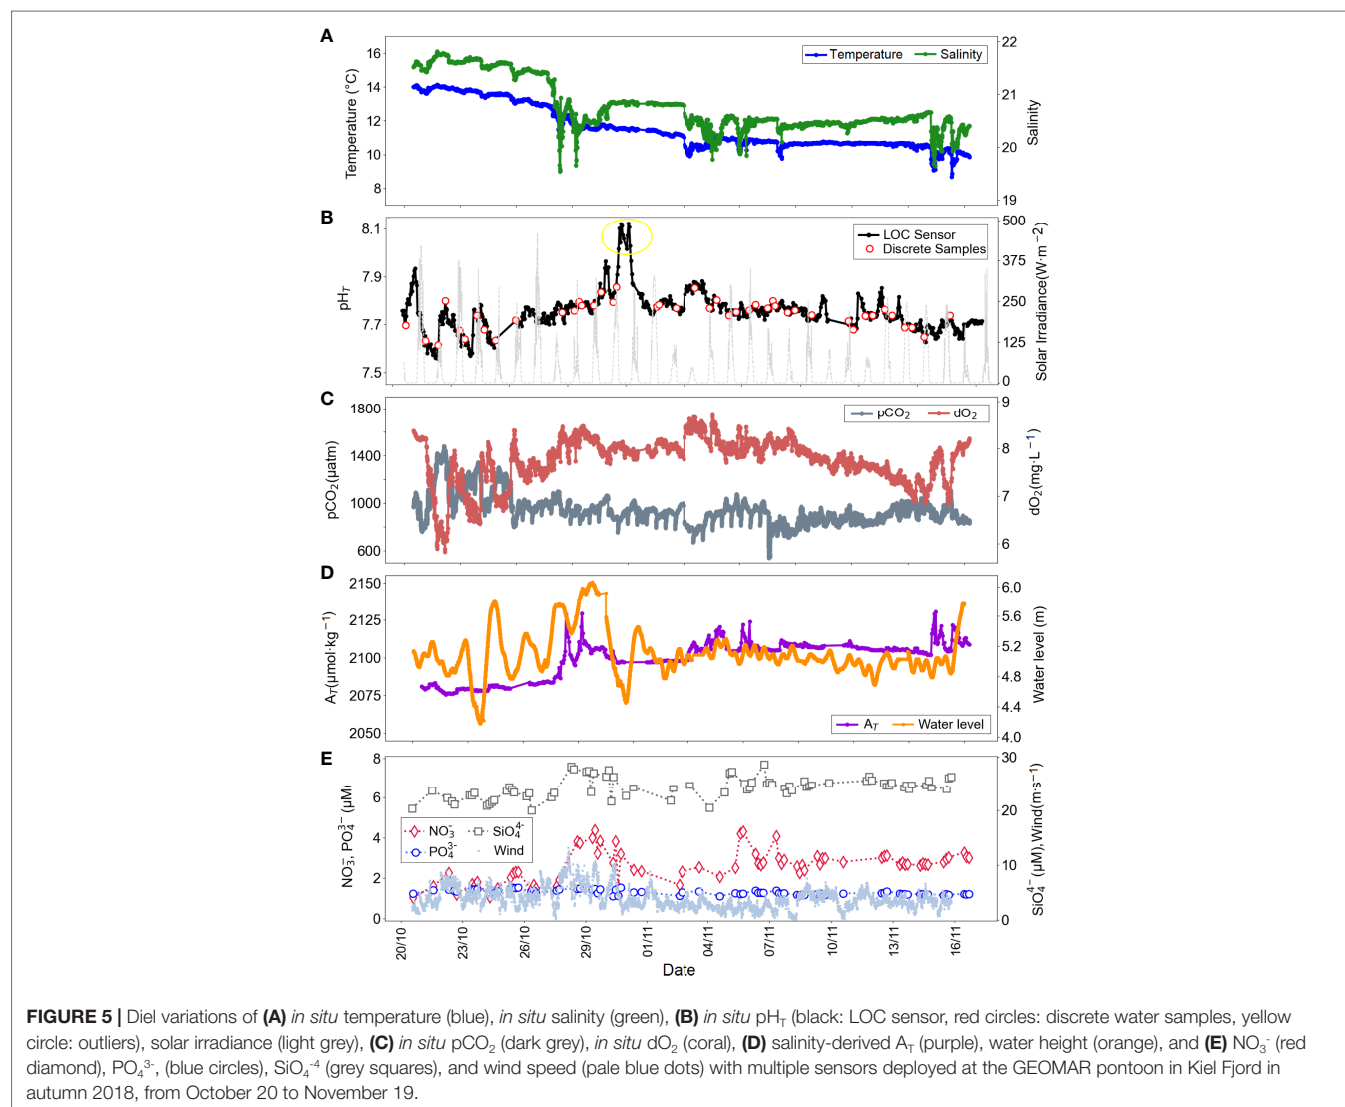 A
16
14
12
10
8
Temperature (°C)
Temperature
Salinity
22
21
20
19
Salinity
B
8.1
7.9
7.7
7.5
pH_T
LOC Sensor
Discrete Samples
500
375
250
125
0
Solar Irradiance(W·m−2)
C
1800
1400
1000
600
pCO₂(µatm)
pCO₂
dO₂
9
8
7
6
dO₂(mg·L⁻¹)
D
2150
2125
2100
2075
2050
A_T(µmol·kg⁻¹)
A_T
Water level
6.0
5.6
5.2
4.8
4.4
4.0
Water level (m)
E
8
6
4
2
0
NO₃⁻, PO₄³⁻ (µM)
NO₃⁻
SiO₄⁴⁻
PO₄³⁻
Wind
30
20
10
0
SiO₄⁴⁻ (µM),Wind(m·s⁻¹)
20/10
23/10
26/10
29/10
01/11
04/11
07/11
10/11
13/11
16/11
Date
FIGURE 5 | Diel variations of (A) in situ temperature (blue), in situ salinity (green), (B) in situ pH_T (black: LOC sensor, red circles: discrete water samples, yellow
circle: outliers), solar irradiance (light grey), (C) in situ pCO₂ (dark grey), in situ dO₂ (coral), (D) salinity-derived A_T (purple), water height (orange), and (E) NO₃⁻ (red
diamond), PO₄³⁻, (blue circles), SiO₄⁻⁴ (grey squares), and wind speed (pale blue dots) with multiple sensors deployed at the GEOMAR pontoon in Kiel Fjord in
autumn 2018, from October 20 to November 19.